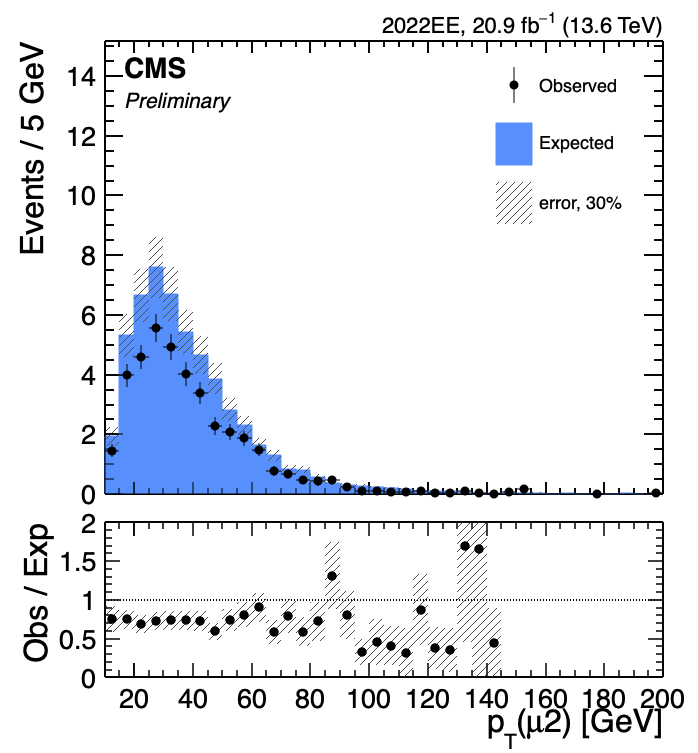 2022EE, 20.9 fb⁻¹ (13.6 TeV)
Events / 5 GeV
CMS
Preliminary
Observed
Expected
error, 30%
14
12
10
8
6
4
2
0
Obs / Exp
2
1.5
1
0.5
0
20 40 60 80 100 120 140 160 180 200
p_T(μ2) [GeV]